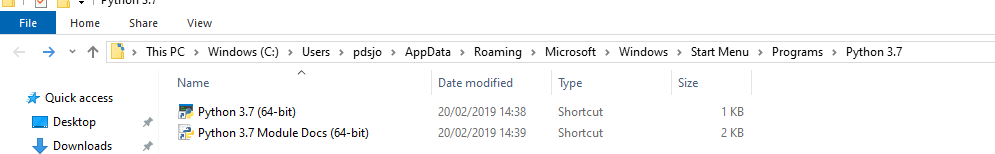 Python 3.7
File Home Share View
This PC Windows (C:) Users pdsjo AppData Roaming Microsoft Windows Start Menu Programs Python 3.7
Name Date modified Type Size
Quick access
Python 3.7 (64-bit) 20/02/2019 14:38 Shortcut 1 KB
Desktop
Python 3.7 Module Docs (64-bit) 20/02/2019 14:39 Shortcut 2 KB
Downloads